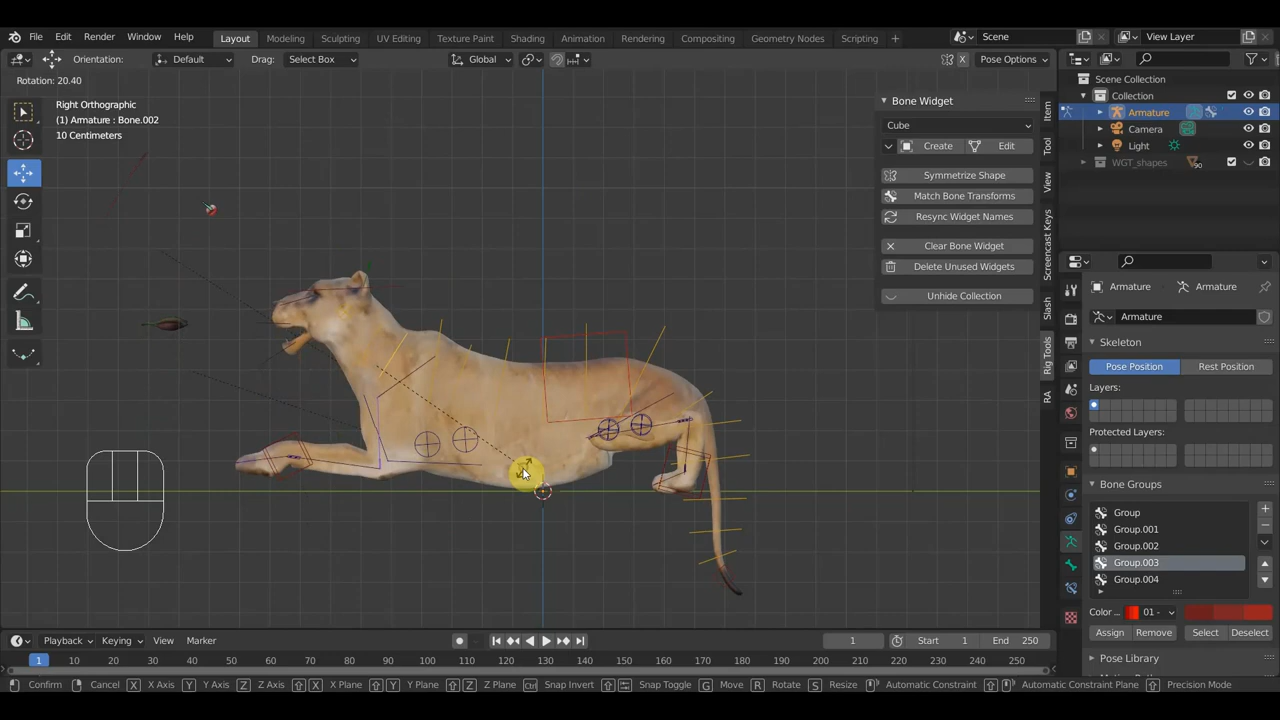 File Edit Render Window Help Layout Modeling Sculpting UV Editing Texture Paint Shading Animation Rendering Compositing Geometry Nodes Scripting + Scene View Layer
Orientation: Default Drag: Select Box Global X Pose Options
Rotation: 20.40
Right Orthographic
(1) Armature : Bone.002
10 Centimeters
Bone Widget
Cube
Create Edit
Symmetrize Shape
Match Bone Transforms
Resync Widget Names
Clear Bone Widget
Delete Unused Widgets
Unhide Collection
Item
Tool
View
Screencast Keys
Slash
Rig Tools
RA
Scene Collection
Collection
Armature
Camera
Light
WGT_shapes 90
Armature Armature
Armature
Skeleton
Pose Position Rest Position
Layers:
Protected Layers:
Bone Groups
Group
Group.001
Group.002
Group.003
Group.004
Color 01 -
Assign Remove Select Deselect
Pose Library
Playback Keying View Marker 1 Start 1 End 250
1 10 20 30 40 50 60 70 80 90 100 110 120 130 140 150 160 170 180 190 200 210 220 230 240 250
Confirm Cancel X X Axis Y Y Axis Z Z Axis X X Plane Y Y Plane Z Z Plane Ctrl Snap Invert Snap Toggle G Move R Rotate S Resize Automatic Constraint Automatic Constraint Plane Precision Mode